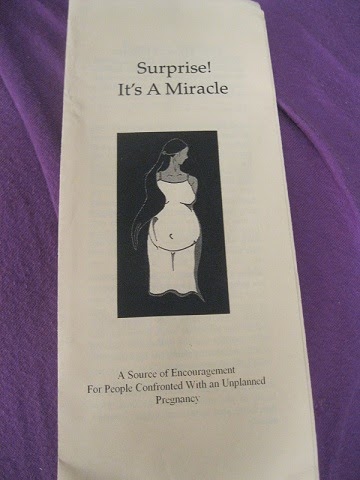 Surprise!
It's A Miracle
A Source of Encouragement
For People Confronted With an Unplanned
Pregnancy